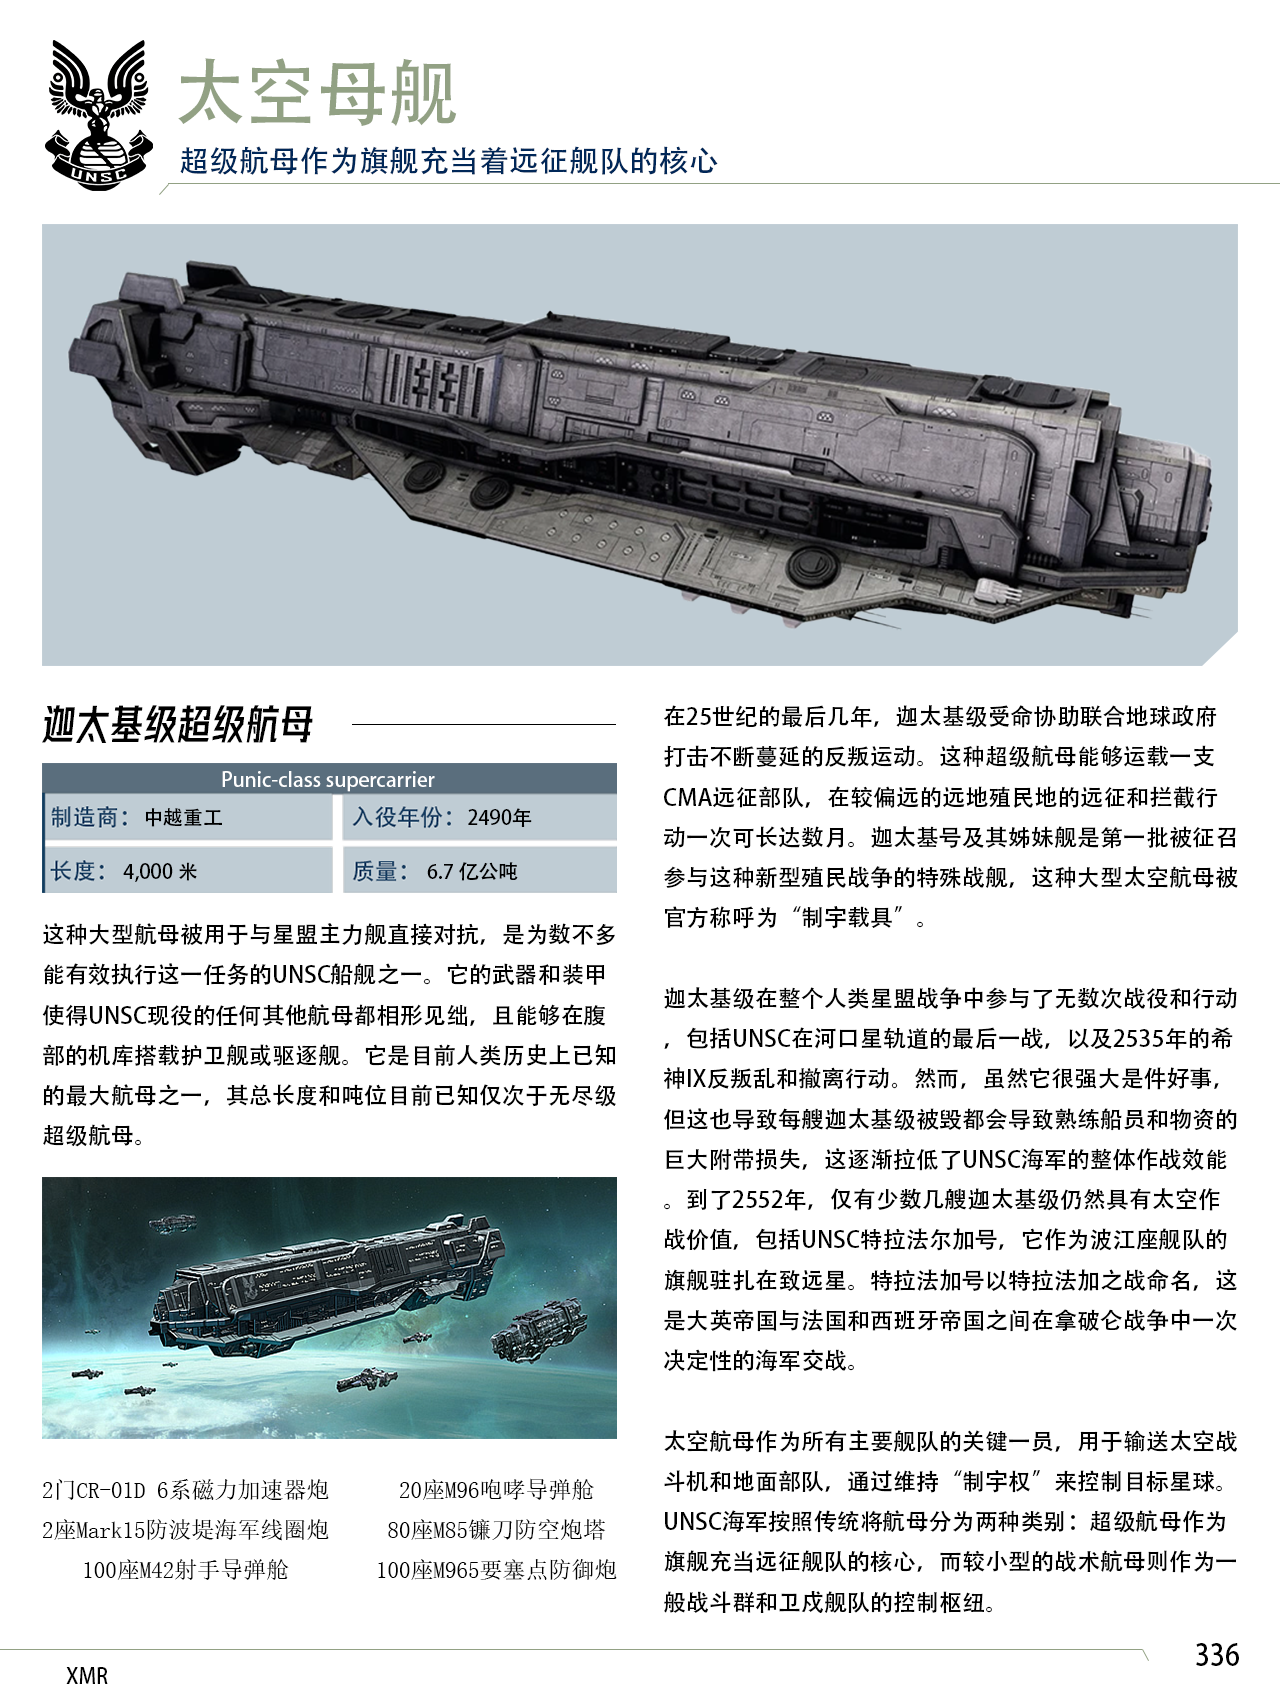 UNSC
太空母舰
超级航母作为旗舰充当着远征舰队的核心
迦太基级超级航母
Punic-class supercarrier
制造商：中越重工
入役年份：2490年
长度：4,000 米
质量：6.7 亿公吨
这种大型航母被用于与星盟主力舰直接对抗，是为数不多
能有效执行这一任务的UNSC船舰之一。它的武器和装甲
使得UNSC现役的任何其他航母都相形见绌，且能够在腹
部的机库搭载护卫舰或驱逐舰。它是目前人类历史上已知
的最大航母之一，其总长度和吨位目前已知仅次于无尽级
超级航母。
2门CR-01D 6系磁力加速器炮
2座Mark15防波堤海军线圈炮
100座M42射手导弹舱
20座M96咆哮导弹舱
80座M85镰刀防空炮塔
100座M965要塞点防御炮
在25世纪的最后几年，迦太基级受命协助联合地球政府
打击不断蔓延的反叛运动。这种超级航母能够运载一支
CMA远征部队，在较偏远的远地殖民地的远征和拦截行
动一次可长达数月。迦太基号及其姊妹舰是第一批被征召
参与这种新型殖民战争的特殊战舰，这种大型太空航母被
官方称呼为“制宇载具”。
迦太基级在整个人类星盟战争中参与了无数次战役和行动
，包括UNSC在河口星轨道的最后一战，以及2535年的希
神IX反叛乱和撤离行动。然而，虽然它很强大是件好事，
但这也导致每艘迦太基级被毁都会导致熟练船员和物资的
巨大附带损失，这逐渐拉低了UNSC海军的整体作战效能
。到了2552年，仅有少数几艘迦太基级仍然具有太空作
战价值，包括UNSC特拉法尔加号，它作为波江座舰队的
旗舰驻扎在致远星。特拉法加号以特拉法加之战命名，这
是大英帝国与法国和西班牙帝国之间在拿破仑战争中一次
决定性的海军交战。
太空航母作为所有主要舰队的关键一员，用于输送太空战
斗机和地面部队，通过维持“制宇权”来控制目标星球。
UNSC海军按照传统将航母分为两种类别：超级航母作为
旗舰充当远征舰队的核心，而较小型的战术航母则作为一
般战斗群和卫戍舰队的控制枢纽。
336
XMR